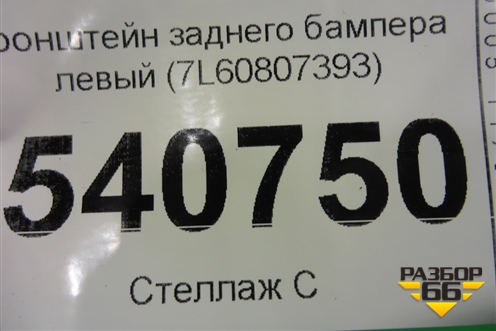 ронштейн заднего бампера
левый (7L60807393)
540750
Стеллаж С
РАЗБОР
66